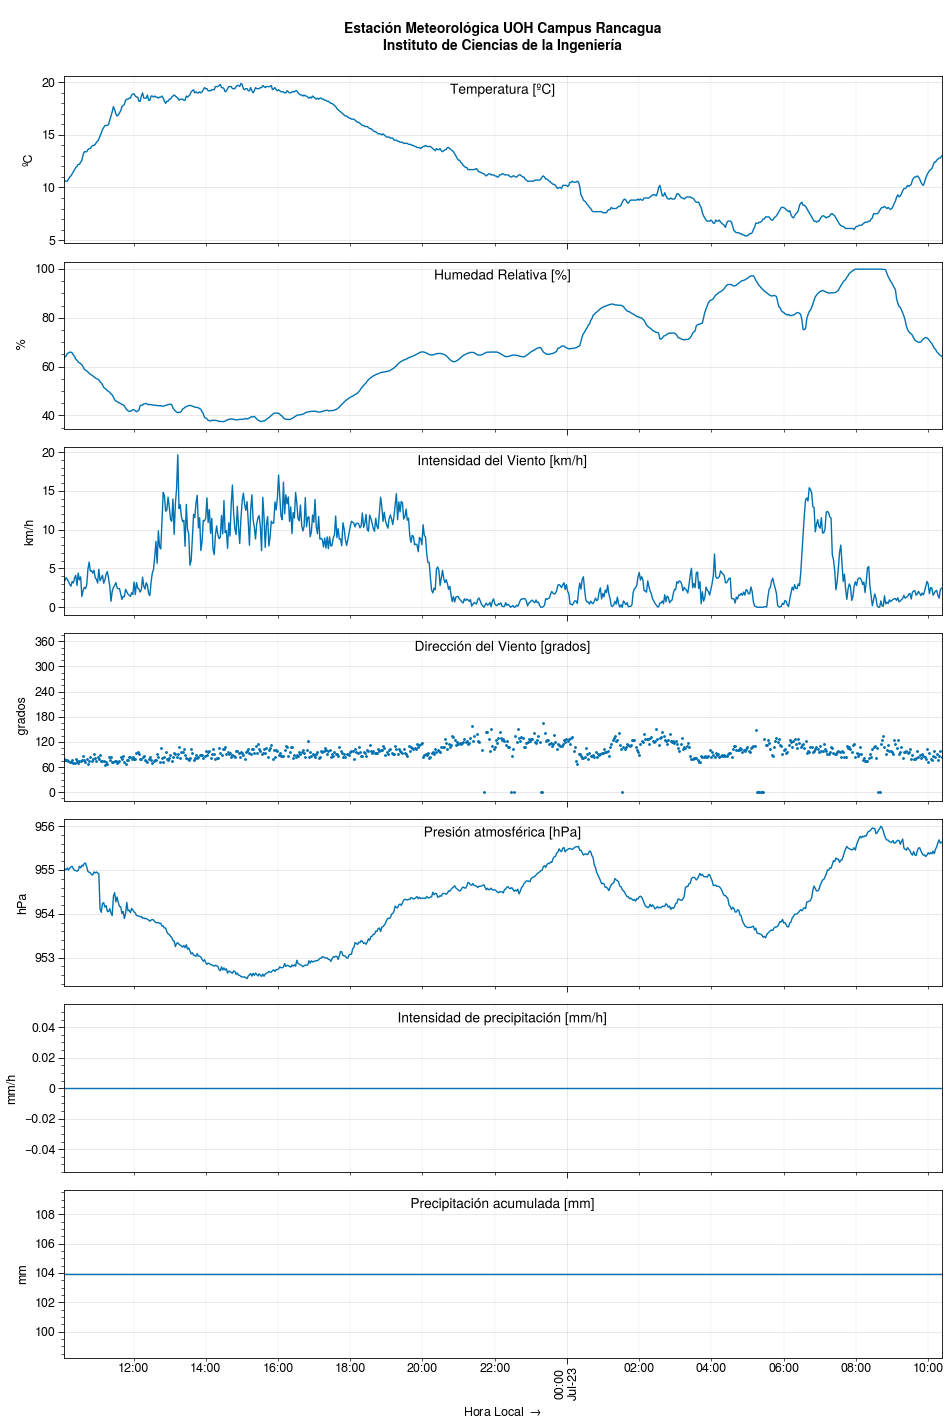 Estación Meteorológica UOH Campus Rancagua
Instituto de Ciencias de la Ingeniería
Temperatura [ºC]
20
15
10
5
ºC
Humedad Relativa [%]
100
80
60
40
%
Intensidad del Viento [km/h]
20
15
10
5
0
km/h
Dirección del Viento [grados]
360
300
240
180
120
60
0
grados
Presión atmosférica [hPa]
956
955
954
953
hPa
Intensidad de precipitación [mm/h]
0.04
0.02
0
−0.02
−0.04
mm/h
Precipitación acumulada [mm]
108
106
104
102
100
mm
12:00 14:00 16:00 18:00 20:00 22:00 00:00 02:00 04:00 06:00 08:00 10:00
Jul-23
Hora Local →